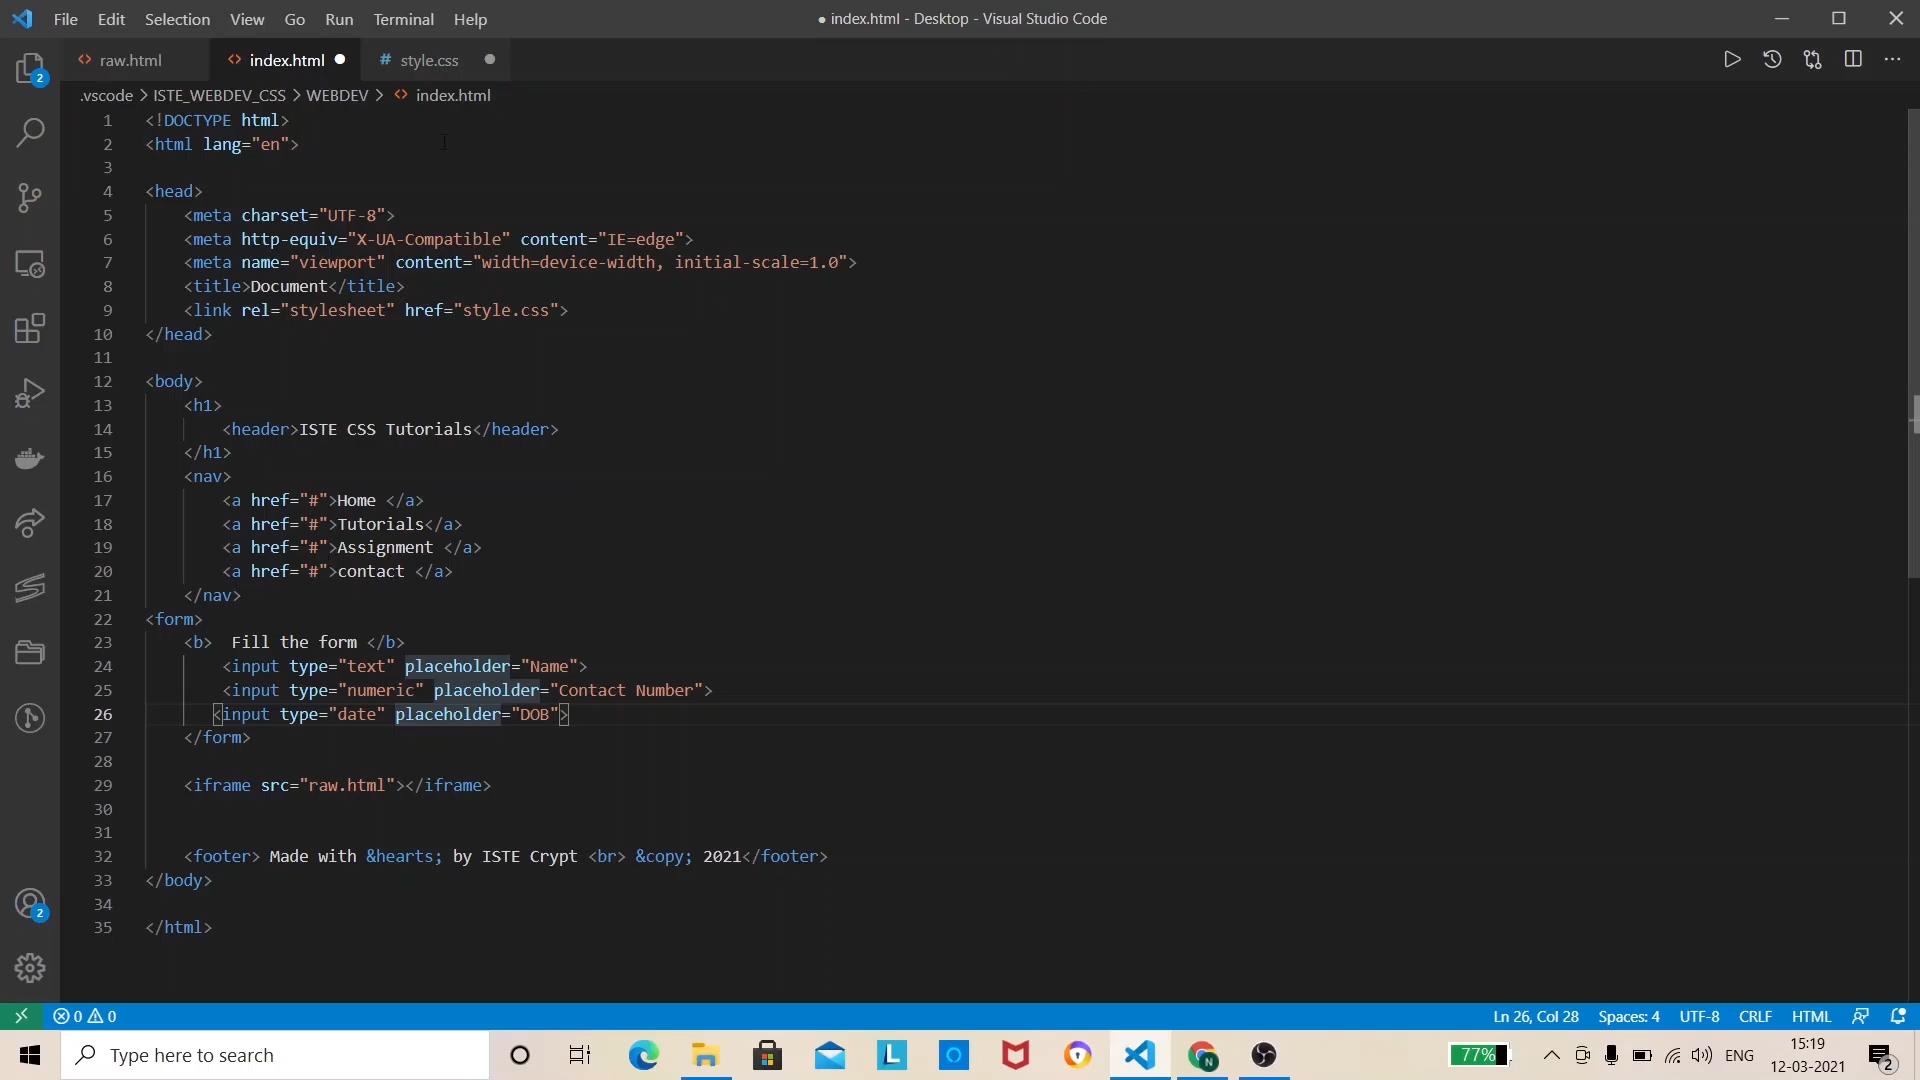 File Edit Selection View Go Run Terminal Help ● index.html - Desktop - Visual Studio Code
raw.html index.html ● # style.css ●
.vscode > ISTE_WEBDEV_CSS > WEBDEV > <> index.html
1 <!DOCTYPE html>
2 <html lang="en">
3
4 <head>
5 <meta charset="UTF-8">
6 <meta http-equiv="X-UA-Compatible" content="IE=edge">
7 <meta name="viewport" content="width=device-width, initial-scale=1.0">
8 <title>Document</title>
9 <link rel="stylesheet" href="style.css">
10 </head>
11
12 <body>
13 <h1>
14 <header>ISTE CSS Tutorials</header>
15 </h1>
16 <nav>
17 <a href="#">Home </a>
18 <a href="#">Tutorials</a>
19 <a href="#">Assignment </a>
20 <a href="#">contact </a>
21 </nav>
22 <form>
23 <b>  Fill the form </b>
24 <input type="text" placeholder="Name">
25 <input type="numeric" placeholder="Contact Number">
26 <input type="date" placeholder="DOB">
27 </form>
28
29 <iframe src="raw.html"></iframe>
30
31
32 <footer> Made with &hearts; by ISTE Crypt <br> &copy; 2021</footer>
33 </body>
34
35 </html>
2
2
0 0 Ln 26, Col 28 Spaces: 4 UTF-8 CRLF HTML
Type here to search L N 77% ENG 15:19
12-03-2021 2